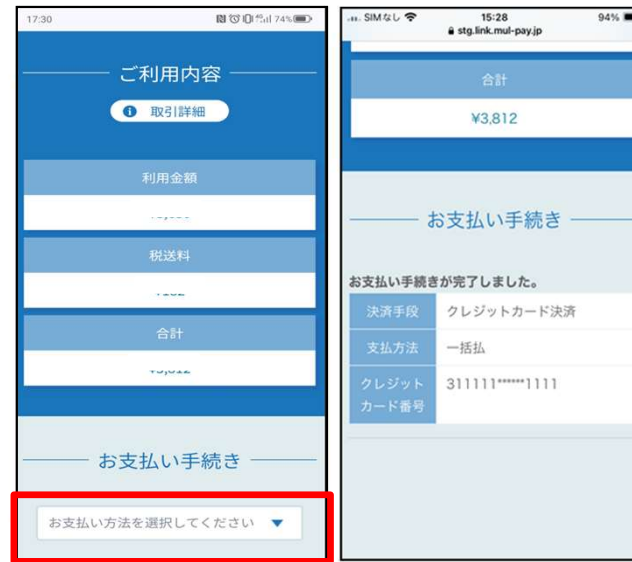 17:30
74%
ご利用内容
取引詳細
利用金額
税送料
合計
お支払い手続き
お支払い方法を選択してください
SIMなし
15:28
94%
stg.link.mul-pay.jp
合計
¥3,812
お支払い手続き
お支払い手続きが完了しました。
決済手段 クレジットカード決済
支払方法 一括払
クレジット
カード番号 311111******1111